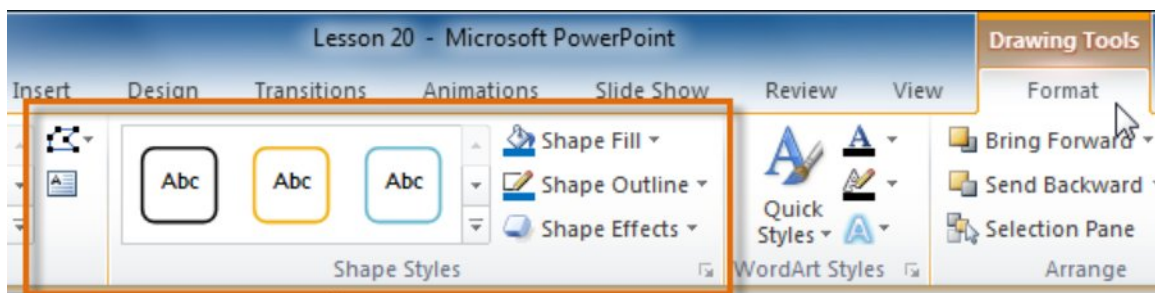 Lesson 20 - Microsoft PowerPoint
Drawing Tools
Insert Design Transitions Animations Slide Show Review View Format
Abc Abc Abc
Shape Fill
Shape Outline
Shape Effects
Shape Styles
A
Quick
Styles
WordArt Styles
Bring Forward
Send Backward
Selection Pane
Arrange